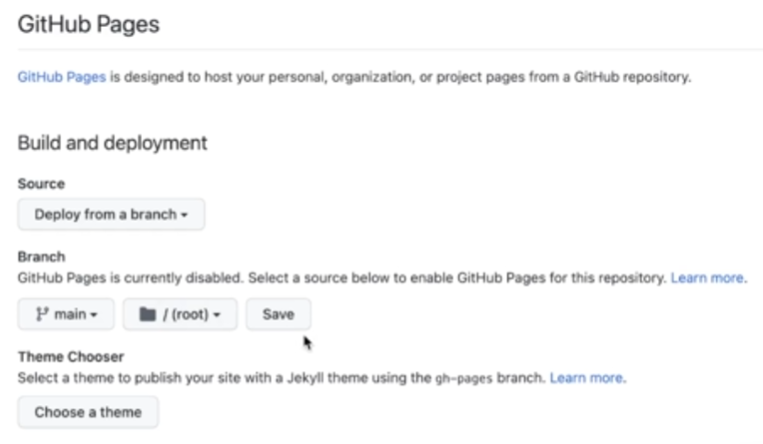 GitHub Pages
GitHub Pages is designed to host your personal, organization, or project pages from a GitHub repository.
Build and deployment
Source
Deploy from a branch
Branch
GitHub Pages is currently disabled. Select a source below to enable GitHub Pages for this repository. Learn more.
main / (root) Save
Theme Chooser
Select a theme to publish your site with a Jekyll theme using the gh-pages branch. Learn more.
Choose a theme